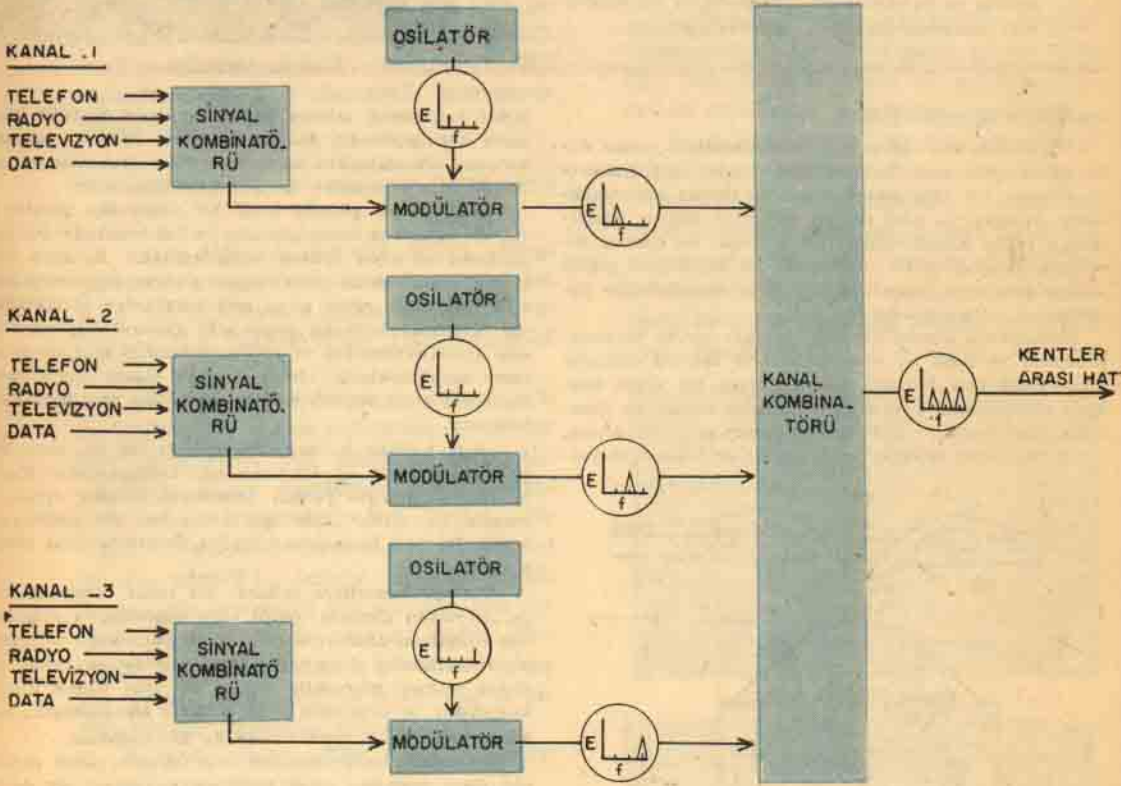 KANAL _1
TELEFON
RADYO
TELEVİZYON
DATA
SİNYAL
KOMBİNATÖ_
RÜ
OSİLATÖR
E
f
MODÜLATÖR
E
f
KANAL _2
TELEFON
RADYO
TELEVİZYON
DATA
SİNYAL
KOMBİNATÖ.
RÜ
OSİLATÖR
E
f
MODÜLATÖR
E
f
KANAL _3
TELEFON
RADYO
TELEVİZYON
DATA
SİNYAL
KOMBİNATÖ
RÜ
OSİLATÖR
E
f
MODÜLATÖR
E
f
KANAL
KOMBİNA_
TÖRÜ
E
f
KENTLER
ARASI HAT